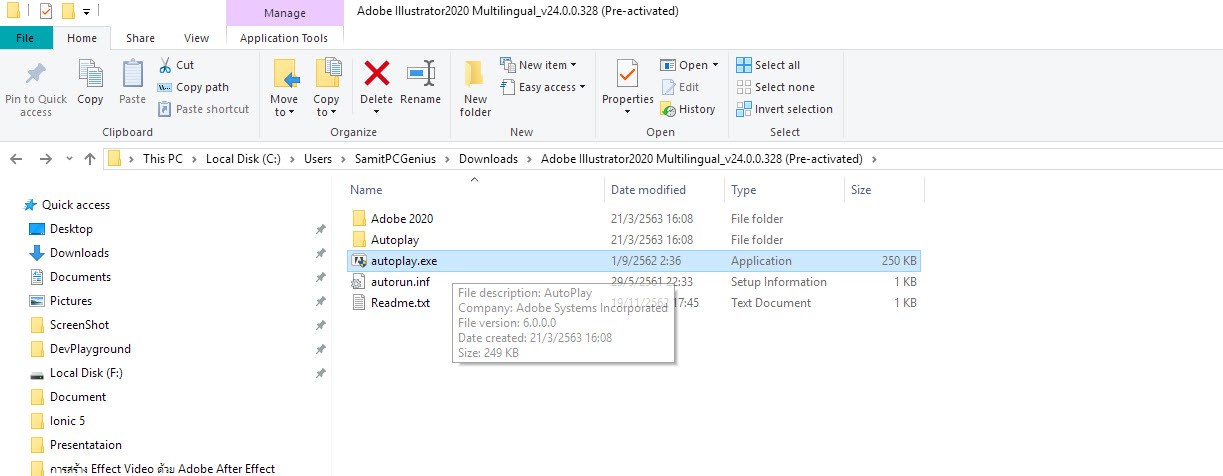 Manage
Adobe Illustrator2020 Multilingual_v24.0.0.328 (Pre-activated)
File
Home
Share
View
Application Tools
Pin to Quick access
Copy
Paste
Cut
Copy path
Paste shortcut
Clipboard
Move to
Copy to
Delete
Rename
Organize
New folder
New item
Easy access
New
Properties
Open
Edit
History
Open
Select all
Select none
Invert selection
Select
This PC > Local Disk (C:) > Users > SamitPCGenius > Downloads > Adobe Illustrator2020 Multilingual_v24.0.0.328 (Pre-activated) >
Quick access
Desktop
Downloads
Documents
Pictures
ScreenShot
DevPlayground
Local Disk (F:)
Document
Ionic 5
Presentataion
การสร้าง Effect Video ด้วย Adobe After Effect
Name Date modified Type Size
Adobe 2020 21/3/2563 16:08 File folder
Autoplay 21/3/2563 16:08 File folder
autoplay.exe 1/9/2562 2:36 Application 250 KB
autorun.inf 29/5/2561 22:33 Setup Information 1 KB
Readme.txt 19/11/2562 17:45 Text Document 1 KB
File description: AutoPlay
Company: Adobe Systems Incorporated
File version: 6.0.0.0
Date created: 21/3/2563 16:08
Size: 249 KB